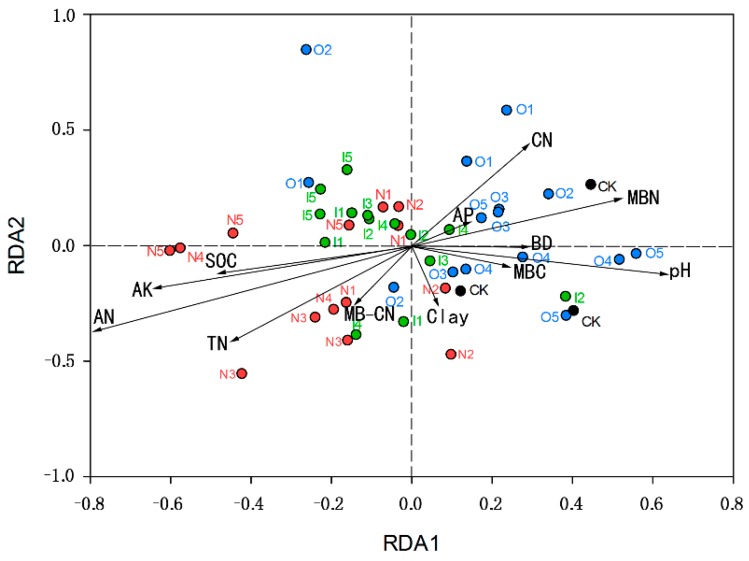 1.0
O2
O1
CN
O1
I5
CK
O1
I5
O2
MBN
N1
N2
I3
O5
O3
I5
I1
AP
N5
N5
I2
I4
I4
O3
RDA2
0.5
0.0
N1
I2
BD
I1
N5
N4
SOC
I3
O4
O5
O4
MBC
pH
O3
O4
AK
N2
CK
I2
O2
N1
AN
N4
MB-CN
Clay
N3
I4
I1
O5
CK
TN
N3
N2
N3
-0.5
-1.0
-0.8
-0.6
-0.4
-0.2
0.0
0.2
0.4
0.6
0.8
RDA1